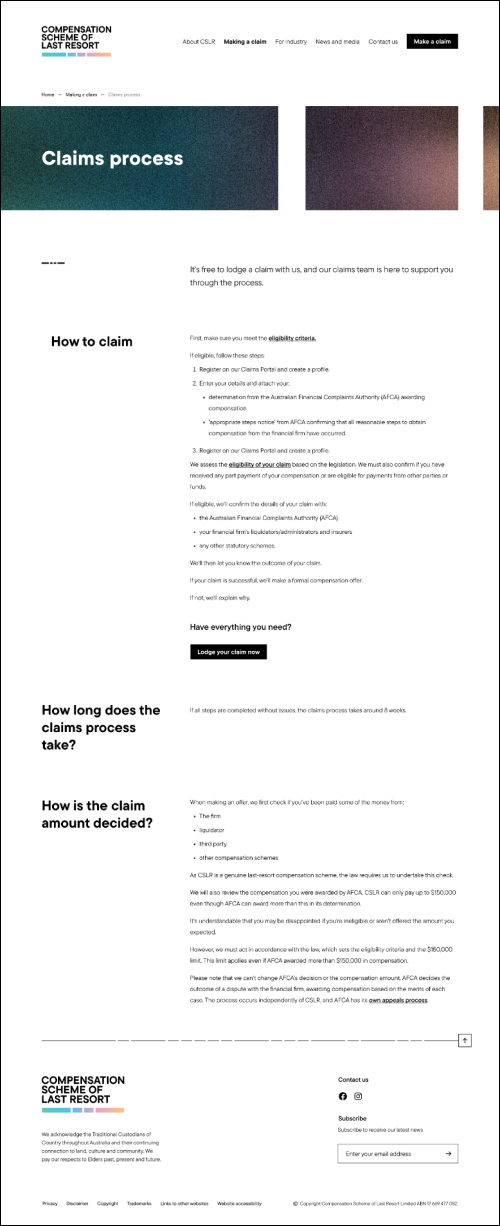 COMPENSATION
SCHEME OF
LAST RESORT
About CSLR Making a claim For industry News and media Contact us Make a claim
Home — Making a claim — Claims process
Claims process
It's free to lodge a claim with us, and our claims team is here to support you
through the process.
How to claim
First, make sure you meet the eligibility criteria.
If eligible, follow these steps:
1. Register on our Claims Portal and create a profile.
2. Enter your details and attach your:
• determination from the Australian Financial Complaints Authority (AFCA) awarding
compensation
• 'appropriate steps notice' from AFCA confirming that all reasonable steps to obtain
compensation from the financial firm have occurred.
3. Register on our Claims Portal and create a profile.
We assess the eligibility of your claim based on the legislation. We must also confirm if you have
received any part payment of your compensation or are eligible for payments from other parties or
funds.
If eligible, we'll confirm the details of your claim with:
• the Australian Financial Complaints Authority (AFCA)
• your financial firm's liquidators/administrators and insurers
• any other statutory schemes.
We'll then let you know the outcome of your claim.
If your claim is successful, we'll make a formal compensation offer.
If not, we'll explain why.
Have everything you need?
Lodge your claim now
How long does the
claims process
take?
If all steps are completed without issues, the claims process takes around 8 weeks.
How is the claim
amount decided?
When making an offer, we first check if you've been paid some of the money from:
• The firm
• liquidator
• third party
• other compensation schemes
As CSLR is a genuine last-resort compensation scheme, the law requires us to undertake this check.
We will also review the compensation you were awarded by AFCA. CSLR can only pay up to $150,000
even though AFCA can award more than this in its determination.
It's understandable that you may be disappointed if you're ineligible or aren't offered the amount you
expected.
However, we must act in accordance with the law, which sets the eligibility criteria and the $150,000
limit. This limit applies even if AFCA awarded more than $150,000 in compensation.
Please note that we can't change AFCA's decision or the compensation amount. AFCA decides the
outcome of a dispute with the financial firm, awarding compensation based on the merits of each
case. The process occurs independently of CSLR, and AFCA has its own appeals process.
COMPENSATION
SCHEME OF
LAST RESORT
We acknowledge the Traditional Custodians of
Country throughout Australia and their continuing
connection to land, culture and community. We
pay our respects to Elders past, present and future.
Contact us
Subscribe
Subscribe to receive our latest news
Enter your email address
Privacy Disclaimer Copyright Trademarks Links to other websites Website accessibility
© Copyright Compensation Scheme of Last Resort Limited ABN 17 669 477 092.